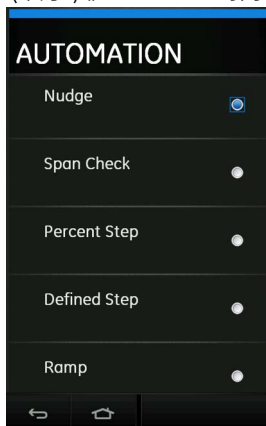 AUTOMATION
Nudge
Span Check
Percent Step
Defined Step
Ramp